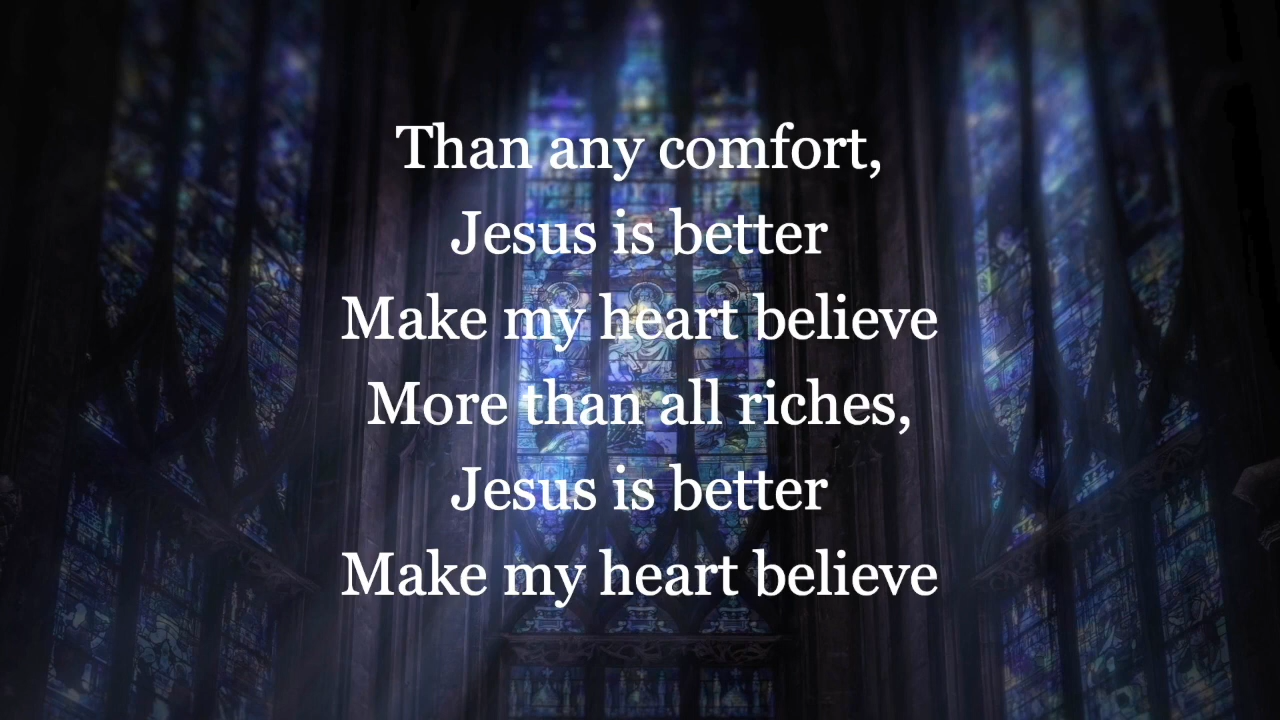 Than any comfort,
Jesus is better
Make my heart believe
More than all riches,
Jesus is better
Make my heart believe